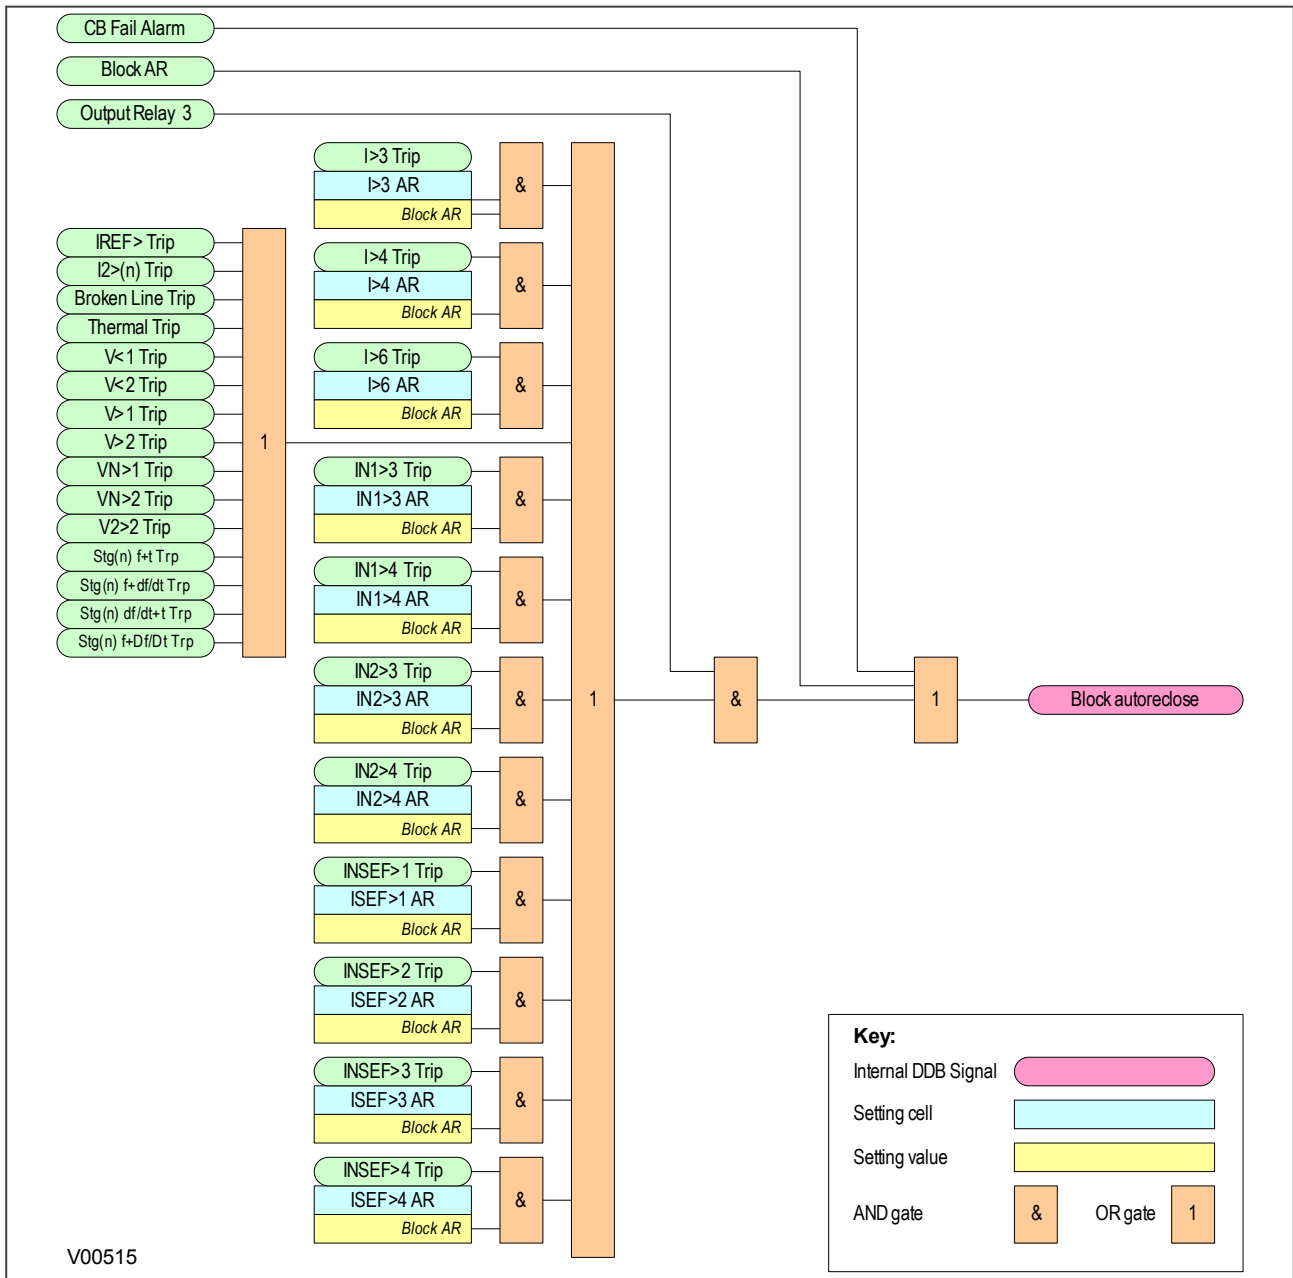 CB Fail Alarm
Block AR
Output Relay 3
I>3 Trip
I>3 AR
Block AR
&
I>4 Trip
I>4 AR
Block AR
&
I>6 Trip
I>6 AR
Block AR
&
IREF> Trip
I2>(n) Trip
Broken Line Trip
Thermal Trip
V<1 Trip
V<2 Trip
V>1 Trip
V>2 Trip
VN>1 Trip
VN>2 Trip
V2>2 Trip
Stg(n) f+t Trp
Stg(n) f+df/dt Trp
Stg(n) df/dt+t Trp
Stg(n) f+Df/Dt Trp
1
IN1>3 Trip
IN1>3 AR
Block AR
&
IN1>4 Trip
IN1>4 AR
Block AR
&
IN2>3 Trip
IN2>3 AR
Block AR
&
IN2>4 Trip
IN2>4 AR
Block AR
&
INSEF>1 Trip
ISEF>1 AR
Block AR
&
INSEF>2 Trip
ISEF>2 AR
Block AR
&
INSEF>3 Trip
ISEF>3 AR
Block AR
&
INSEF>4 Trip
ISEF>4 AR
Block AR
&
1
&
1
Block autoreclose
Key:
Internal DDB Signal
Setting cell
Setting value
AND gate & OR gate 1
V00515